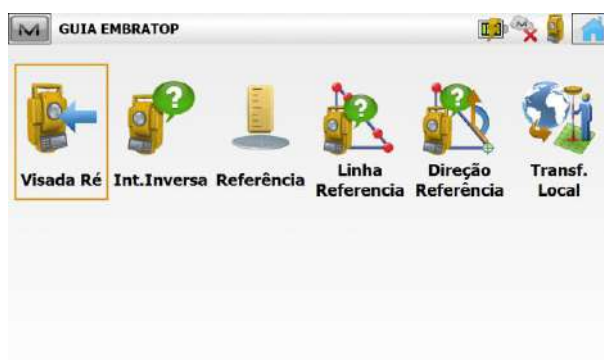 GUIA EMBRATOP
Visada Ré
Int.Inversa
Referência
Linha
Referencia
Direção
Referência
Transf.
Local